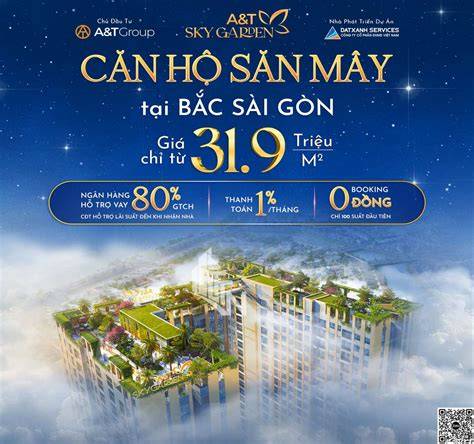 Chủ Đầu Tư
A&TGroup
A&T
SKY GARDEN
Nhà Phát Triển Dự Án
DATXANH SERVICES
CĂN HỘ SĂN MÂY
tại BẮC SÀI GÒN
Giá
chỉ từ
31.9
Triệu
M²
NGÂN HÀNG
HỖ TRỢ VAY
80%
GTCH
CĐT HỖ TRỢ LÃI SUẤT ĐẾN KHI NHẬN NHÀ
THANH
TOÁN
1%
/THÁNG
0
BOOKING
ĐỒNG
CHỈ 100 SUẤT ĐẦU TIÊN